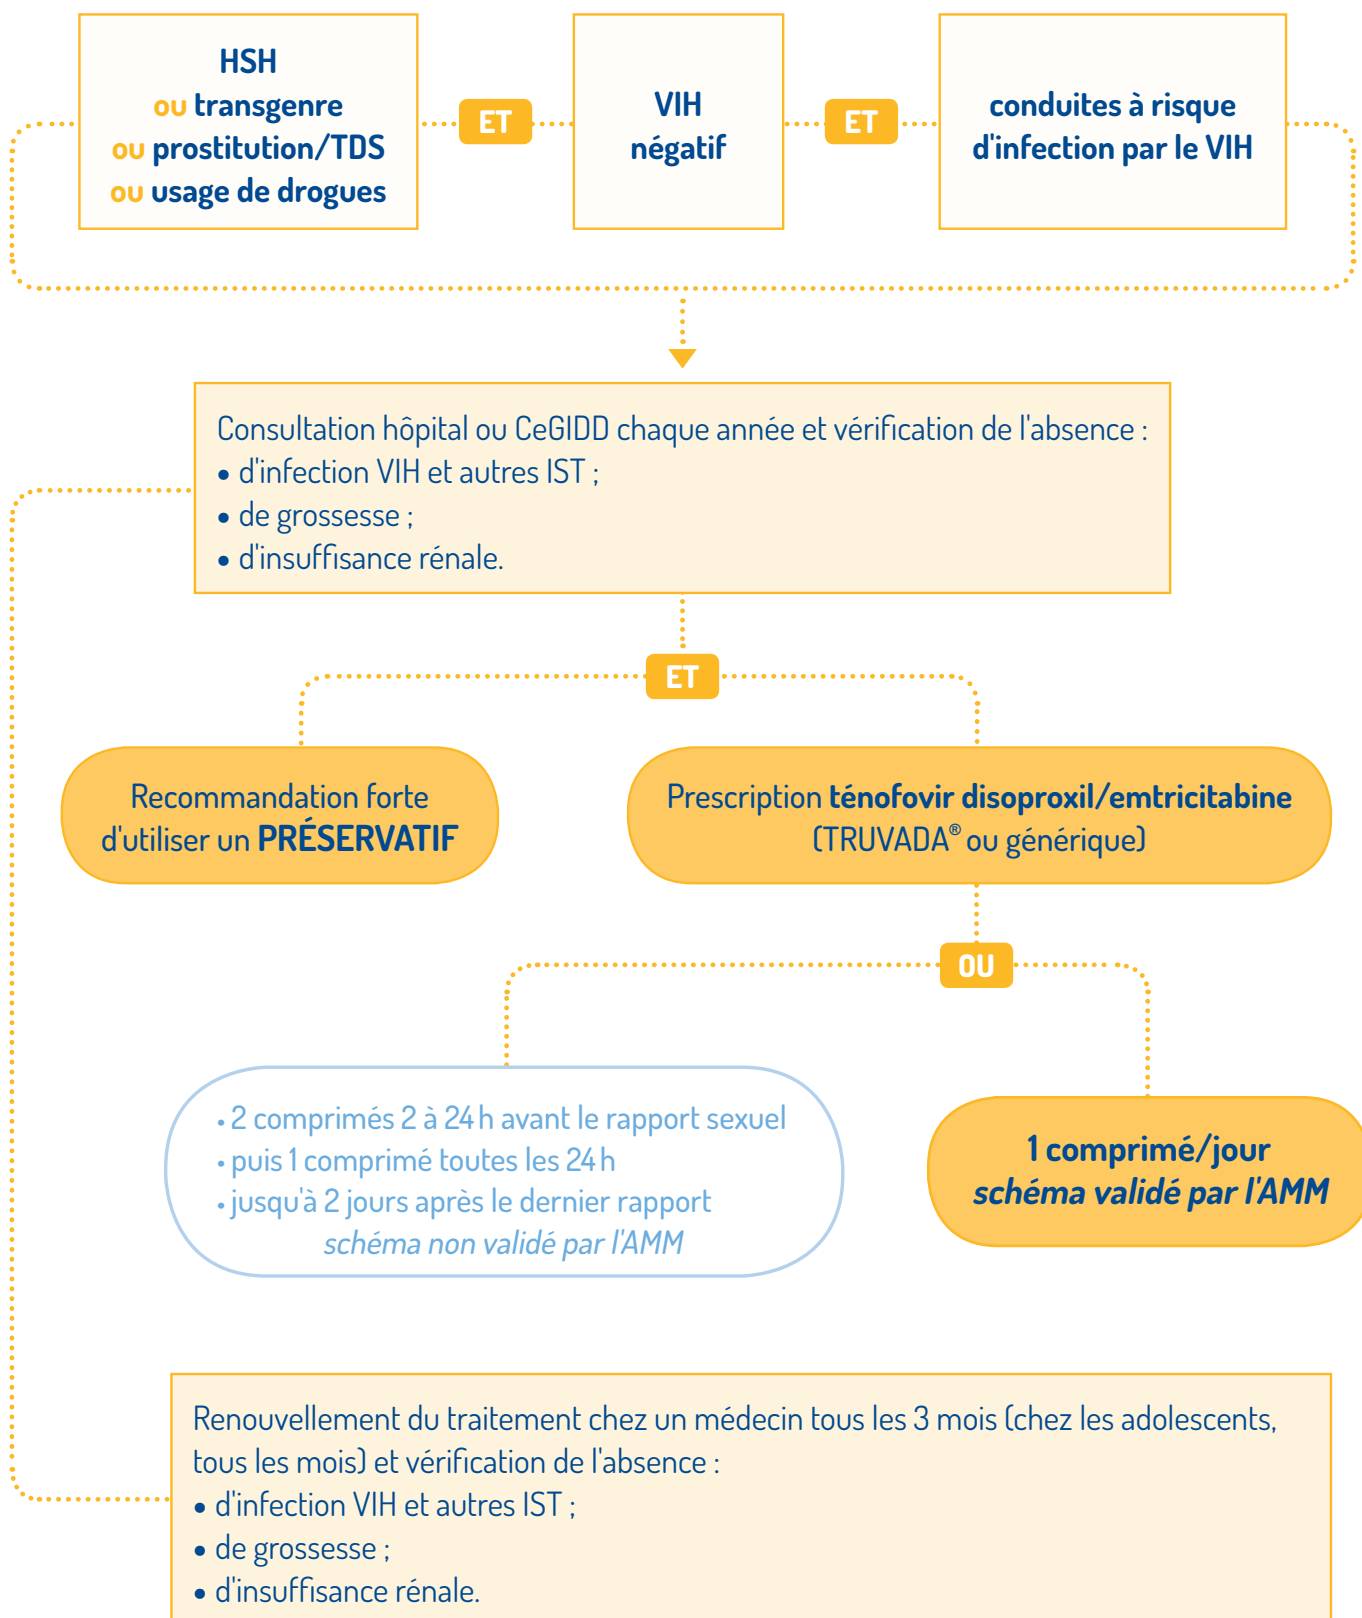 HSH
ou transgenre
ou prostitution/TDS
ou usage de drogues
ET
VIH
négatif
ET
conduites à risque
d'infection par le VIH
Consultation hôpital ou CeGIDD chaque année et vérification de l'absence :
• d'infection VIH et autres IST ;
• de grossesse ;
• d'insuffisance rénale.
ET
Recommandation forte
d'utiliser un PRÉSERVATIF
Prescription ténofovir disoproxil/emtricitabine
(TRUVADA® ou générique)
OU
• 2 comprimés 2 à 24 h avant le rapport sexuel
• puis 1 comprimé toutes les 24 h
• jusqu'à 2 jours après le dernier rapport
schéma non validé par l'AMM
1 comprimé/jour
schéma validé par l'AMM
Renouvellement du traitement chez un médecin tous les 3 mois (chez les adolescents,
tous les mois) et vérification de l'absence :
• d'infection VIH et autres IST ;
• de grossesse ;
• d'insuffisance rénale.